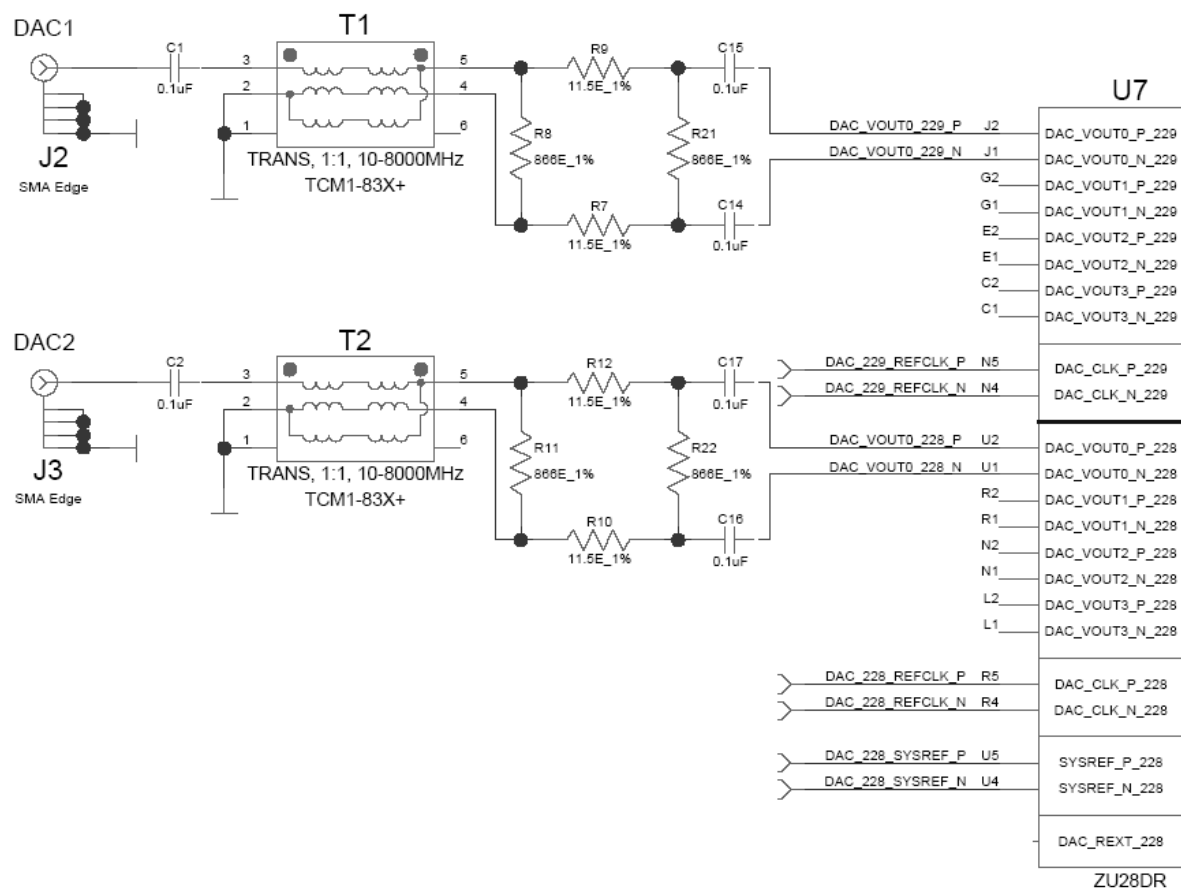 DAC1
T1
C1
0.1uF
3
2
1
5
4
6
J2
SMA Edge
TRANS, 1:1, 10-8000MHz
TCM1-83X+
R9
11.5E_1%
C15
0.1uF
R8
866E_1%
R21
866E_1%
R7
11.5E_1%
C14
0.1uF
U7
DAC_VOUT0_229_P J2 DAC_VOUT0_P_229
DAC_VOUT0_229_N J1 DAC_VOUT0_N_229
G2 DAC_VOUT1_P_229
G1 DAC_VOUT1_N_229
E2 DAC_VOUT2_P_229
E1 DAC_VOUT2_N_229
C2 DAC_VOUT3_P_229
C1 DAC_VOUT3_N_229
DAC2
T2
C2
0.1uF
3
2
1
5
4
6
J3
SMA Edge
TRANS, 1:1, 10-8000MHz
TCM1-83X+
R12
11.5E_1%
C17
0.1uF
R11
866E_1%
R22
866E_1%
R10
11.5E_1%
C16
0.1uF
DAC_229_REFCLK_P N5 DAC_CLK_P_229
DAC_229_REFCLK_N N4 DAC_CLK_N_229
DAC_VOUT0_228_P U2 DAC_VOUT0_P_228
DAC_VOUT0_228_N U1 DAC_VOUT0_N_228
R2 DAC_VOUT1_P_228
R1 DAC_VOUT1_N_228
N2 DAC_VOUT2_P_228
N1 DAC_VOUT2_N_228
L2 DAC_VOUT3_P_228
L1 DAC_VOUT3_N_228
DAC_228_REFCLK_P R5 DAC_CLK_P_228
DAC_228_REFCLK_N R4 DAC_CLK_N_228
DAC_228_SYSREF_P U5 SYSREF_P_228
DAC_228_SYSREF_N U4 SYSREF_N_228
DAC_REXT_228
ZU28DR